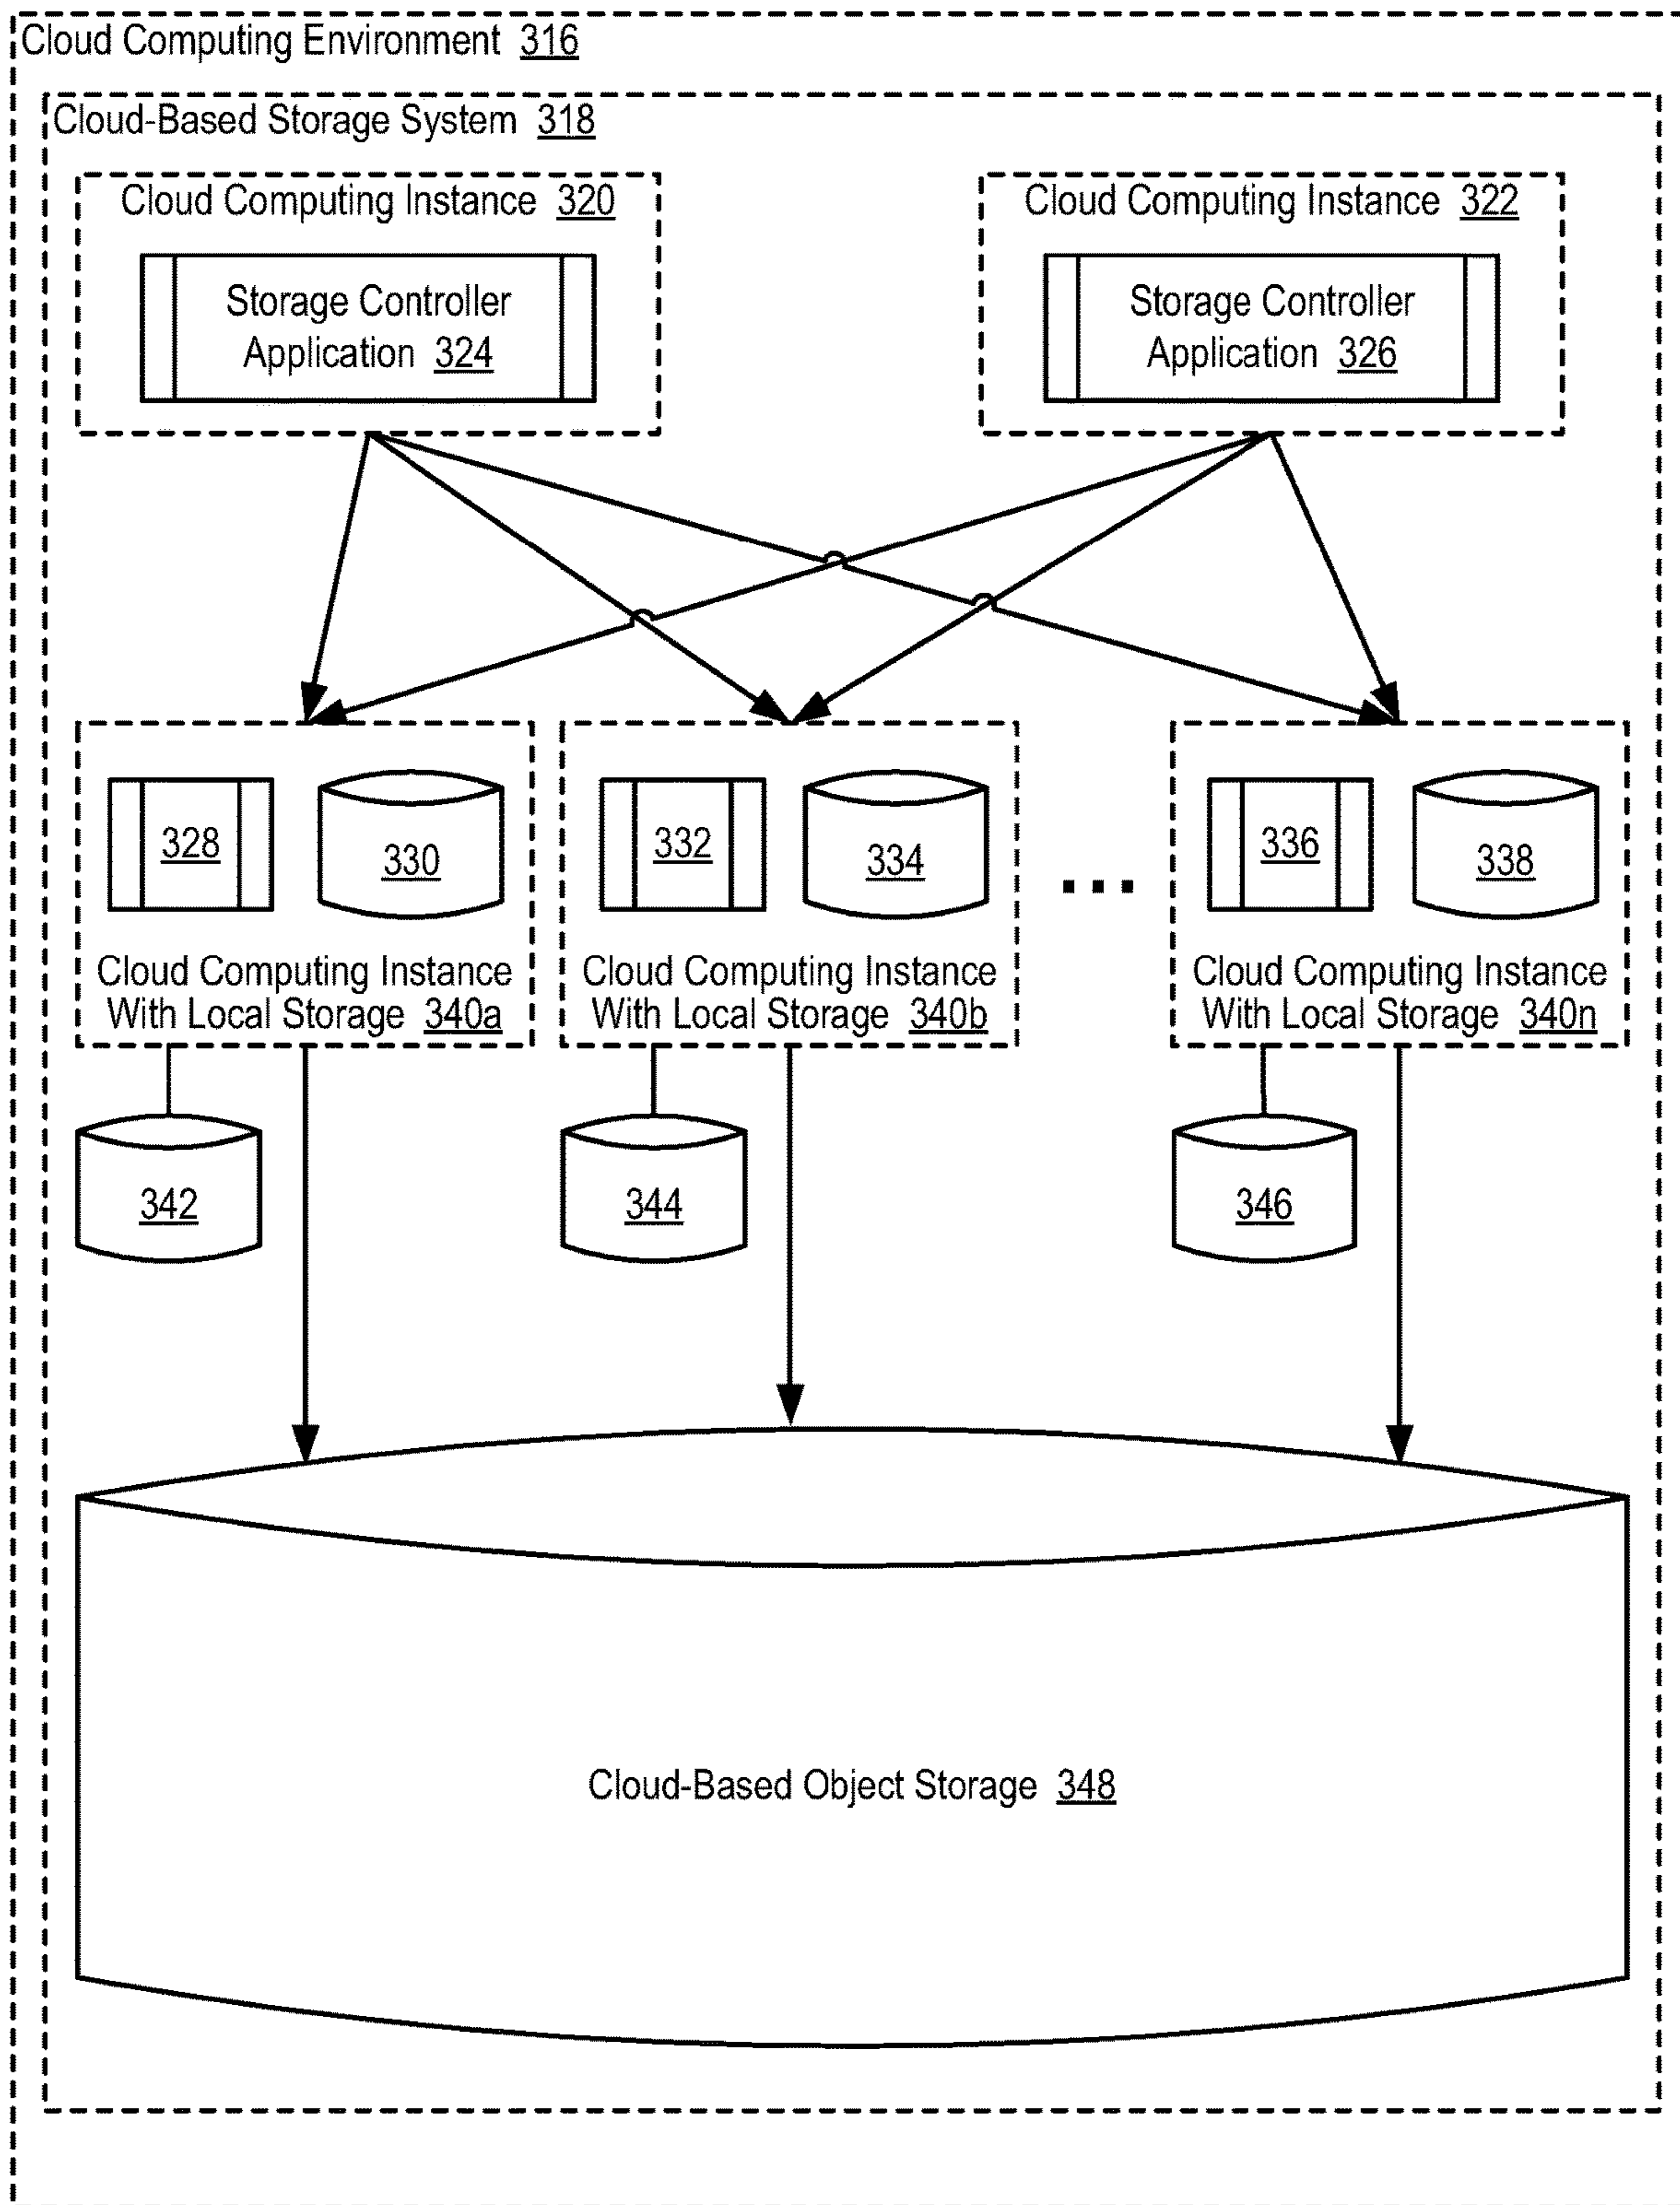 Cloud Computing Environment 316
Cloud-Based Storage System 318
Cloud Computing Instance 320
Storage Controller
Application 324
Cloud Computing Instance 322
Storage Controller
Application 326
328
330
Cloud Computing Instance
With Local Storage 340a
332
334
Cloud Computing Instance
With Local Storage 340b
...
336
338
Cloud Computing Instance
With Local Storage 340n
342
344
346
Cloud-Based Object Storage 348